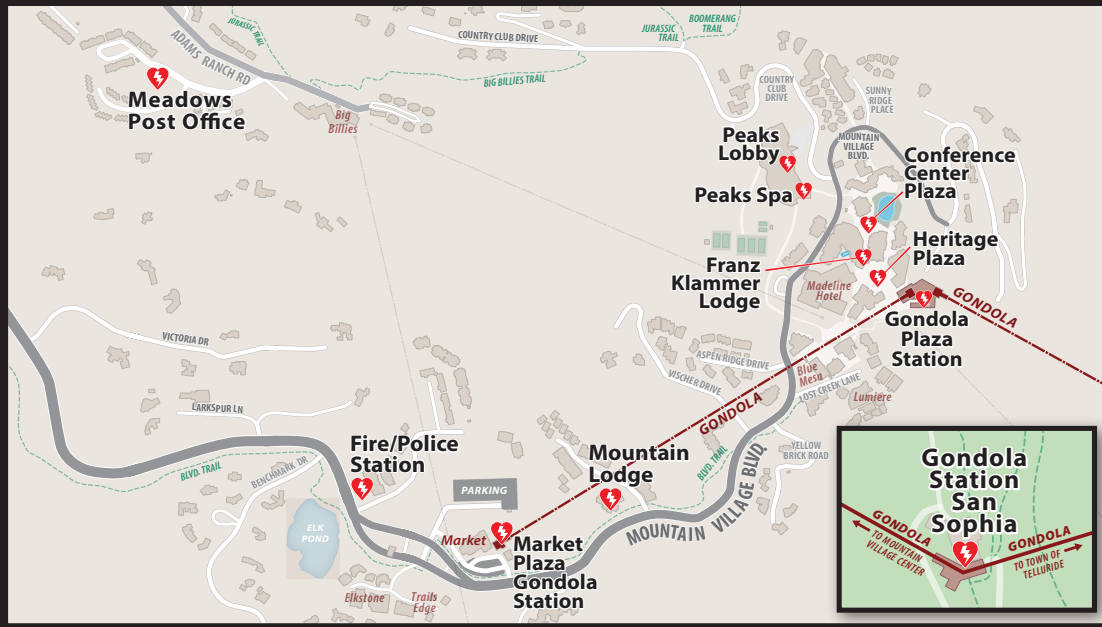 JURASSIC
TRAIL
ADAMS RANCH RD
COUNTRY CLUB DRIVE
JURASSIC
TRAIL
BOOMERANG
TRAIL
BIG BILLIES TRAIL
Meadows
Post Office
Big
Billies
COUNTRY
CLUB
DRIVE
SUNNY
RIDGE
PLACE
MOUNTAIN
VILLAGE
BLVD.
Peaks
Lobby
Peaks Spa
Conference
Center
Plaza
Heritage
Plaza
Franz
Klammer
Lodge
Madeline
Hotel
GONDOLA
Gondola
Plaza
Station
VICTORIA DR
ASPEN RIDGE DRIVE
VISCHER DRIVE
Blue
Mesa
LOST CREEK LANE
Lumiere
LARKSPUR LN
GONDOLA
Fire/Police
Station
Mountain
Lodge
BLVD. TRAIL
YELLOW
BRICK ROAD
BLVD. TRAIL
BENCHMARK DR
PARKING
MOUNTAIN VILLAGE BLVD.
ELK
POND
Market
Market
Plaza
Gondola
Station
Elkstone
Trails
Edge
Gondola
Station
San
Sophia
GONDOLA
TO MOUNTAIN
VILLAGE CENTER
GONDOLA
TO TOWN OF
TELLURIDE